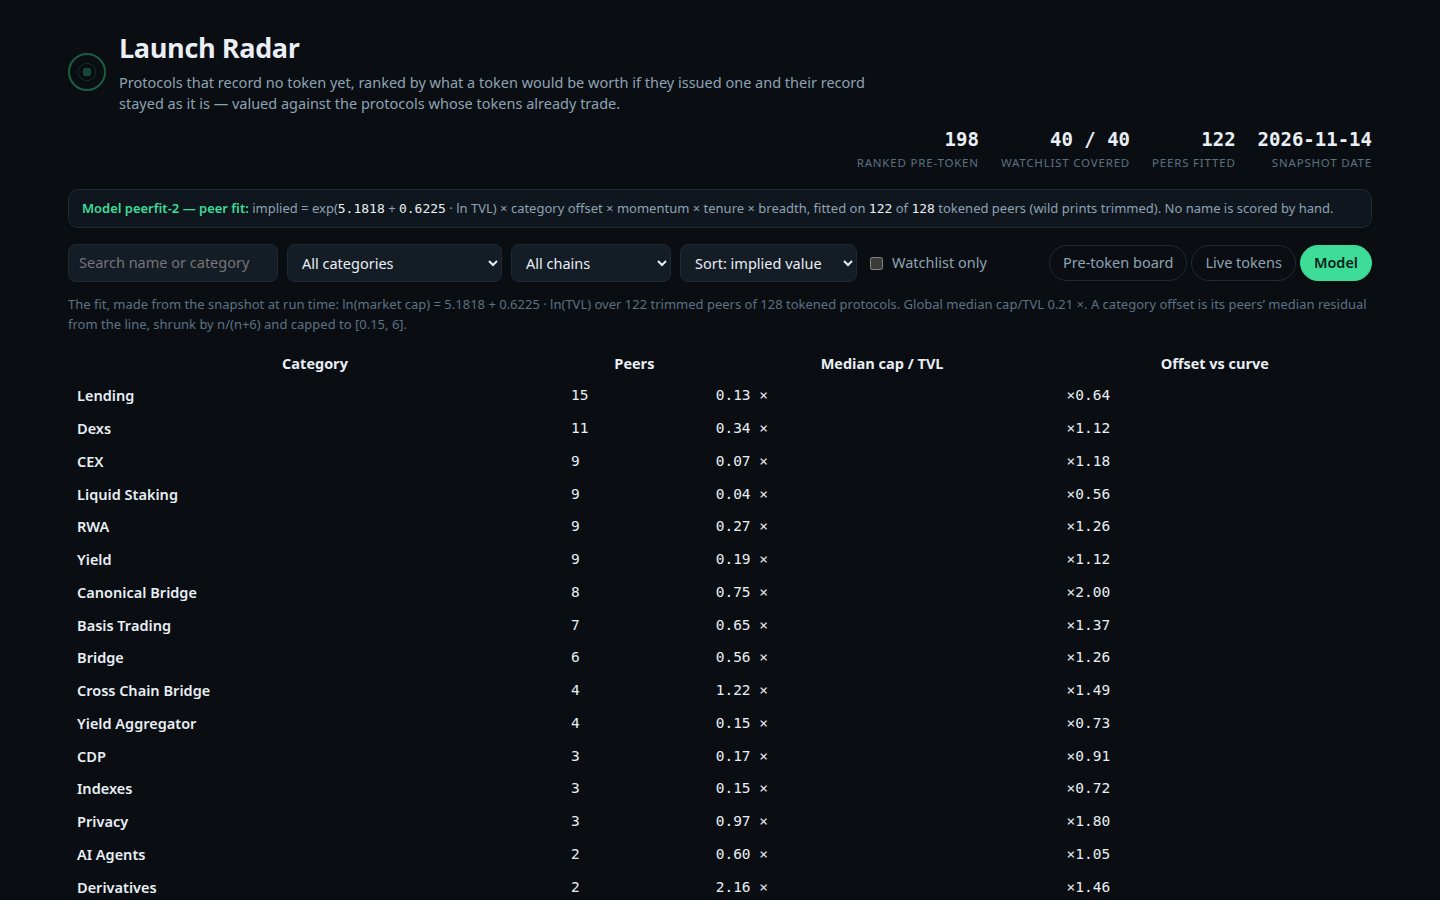 Launch Radar
Protocols that record no token yet, ranked by what a token would be worth if they issued one and their record
stayed as it is — valued against the protocols whose tokens already trade.
198 40 / 40 122 2026-11-14
RANKED PRE-TOKEN WATCHLIST COVERED PEERS FITTED SNAPSHOT DATE
Model peerfit-2 — peer fit: implied = exp(5.1818 + 0.6225 · ln TVL) × category offset × momentum × tenure × breadth, fitted on 122 of 128 tokened peers (wild prints trimmed). No name is scored by hand.
Search name or category All categories All chains Sort: implied value Watchlist only Pre-token board Live tokens Model
The fit, made from the snapshot at run time: ln(market cap) = 5.1818 + 0.6225 · ln(TVL) over 122 trimmed peers of 128 tokened protocols. Global median cap/TVL 0.21 ×. A category offset is its peers’ median residual
from the line, shrunk by n/(n+6) and capped to [0.15, 6].
Category Peers Median cap / TVL Offset vs curve
Lending 15 0.13 × ×0.64
Dexs 11 0.34 × ×1.12
CEX 9 0.07 × ×1.18
Liquid Staking 9 0.04 × ×0.56
RWA 9 0.27 × ×1.26
Yield 9 0.19 × ×1.12
Canonical Bridge 8 0.75 × ×2.00
Basis Trading 7 0.65 × ×1.37
Bridge 6 0.56 × ×1.26
Cross Chain Bridge 4 1.22 × ×1.49
Yield Aggregator 4 0.15 × ×0.73
CDP 3 0.17 × ×0.91
Indexes 3 0.15 × ×0.72
Privacy 3 0.97 × ×1.80
AI Agents 2 0.60 × ×1.05
Derivatives 2 2.16 × ×1.46